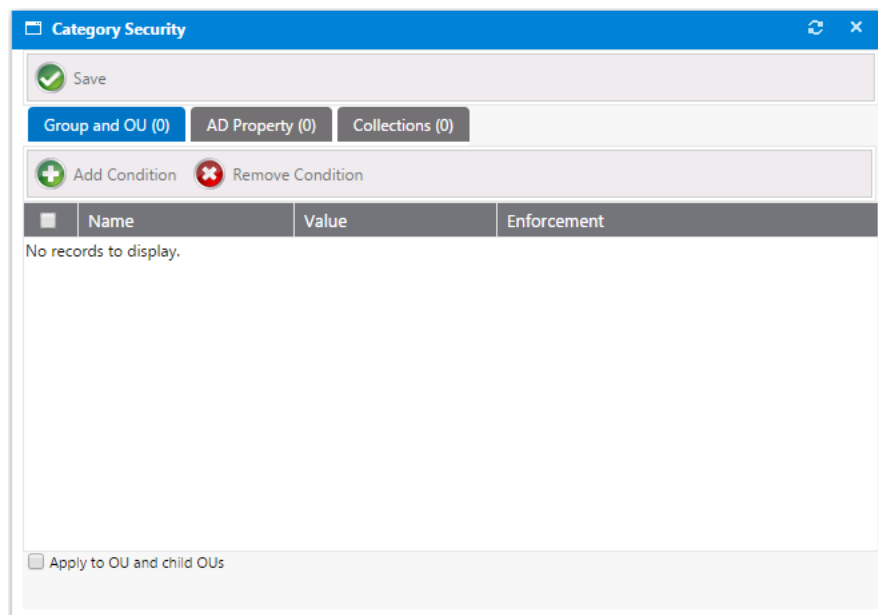 Category Security
Save
Group and OU (0) AD Property (0) Collections (0)
Add Condition Remove Condition
Name Value Enforcement
No records to display.
Apply to OU and child OUs